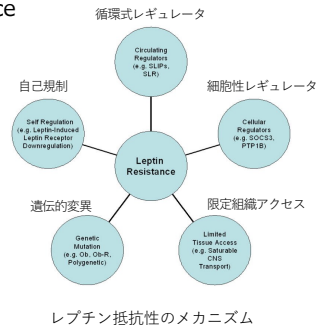 ce
循環式レギュレータ
Circulating
Regulators
(e.g. SLIPs,
SLR)
自己規制
Self Regulation
(e.g. Leptin-Induced
Leptin Receptor
Downregulation)
細胞性レギュレータ
Cellular
Regulators
(e.g. SOCS3,
PTP1B)
Leptin
Resistance
遺伝的変異
Genetic
Mutation
(e.g. Ob, Ob-R,
Polygenetic)
限定組織アクセス
Limited
Tissue Access
(e.g. Saturable
CNS
Transport)
レプチン抵抗性のメカニズム